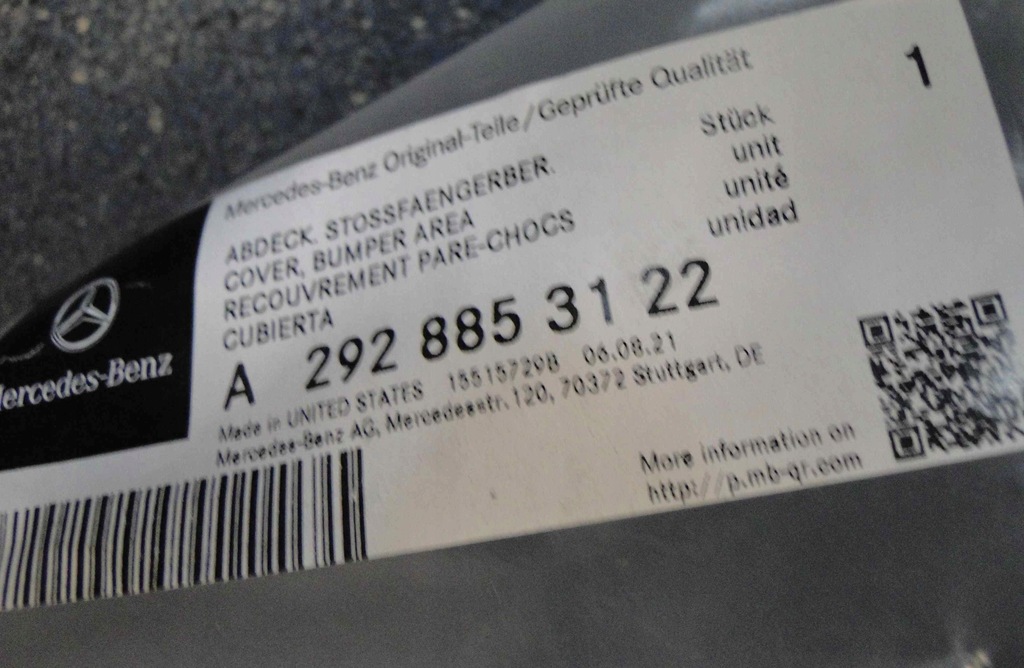 Mercedes-Benz Original-Teile/Geprüfte Qualität
1
ABDECK. STOSSFAENGERBER.
COVER, BUMPER AREA
RECOUVREMENT PARE-CHOCS
CUBIERTA
Stück
unit
unité
unidad
A 292 885 31 22
Made in UNITED STATES 155157298 06.08.21
Mercedes-Benz AG, Mercedesstr. 120, 70372 Stuttgart, DE
Mercedes-Benz
More information on
http://p.mb-qr.com